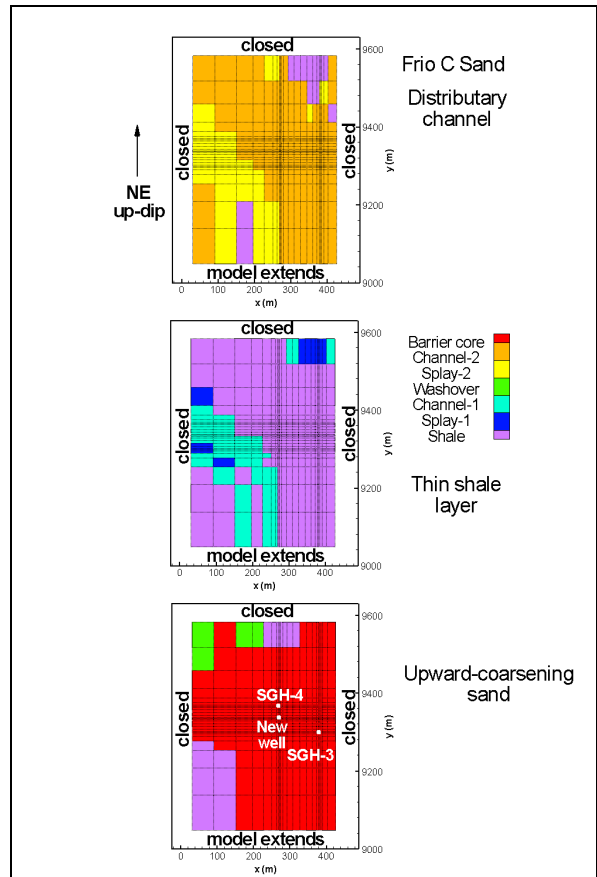 closed
Frio C Sand
Distributary
channel
closed
closed
NE
up-dip
model extends
9600
9400
9200
9000
y (m)
0 100 200 300 400
x (m)
closed
closed
closed
model extends
9600
9400
9200
9000
y (m)
0 100 200 300 400
x (m)
Barrier core
Channel-2
Splay-2
Washover
Channel-1
Splay-1
Shale
Thin shale
layer
closed
closed
closed
SGH-4
New
well
SGH-3
model extends
9600
9400
9200
9000
y (m)
0 100 200 300 400
x (m)
Upward-coarsening
sand